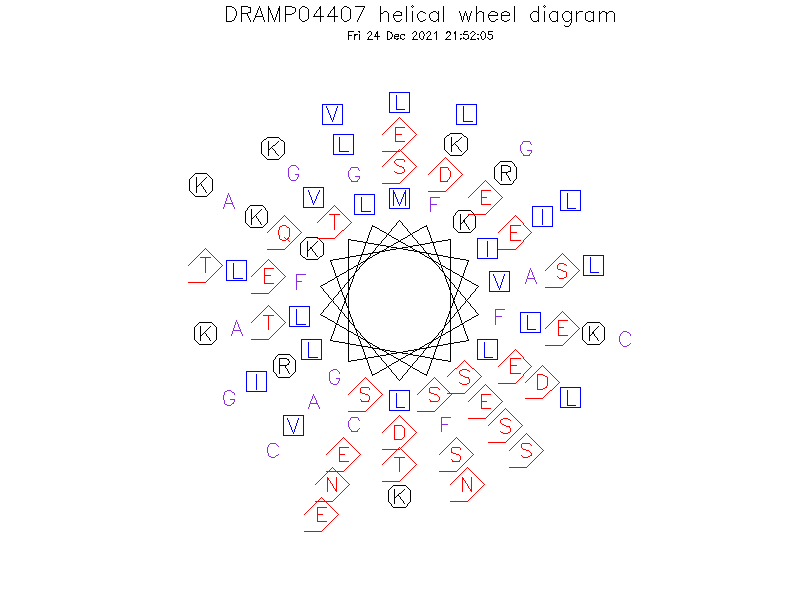 DRAMP04407 helical wheel diagram
Fri 24 Dec 2021 21:52:05
L
V L
E
L K
K G
S
G G D R
K
V M E L
A L F
K I
T K
Q E
K I
T L
L S
E A
F V
L F
T L
A E
K K
C
L L
R E
G S
I D
G S L S L
A E
V C F S
D
C S
E S
T
N N
K
E